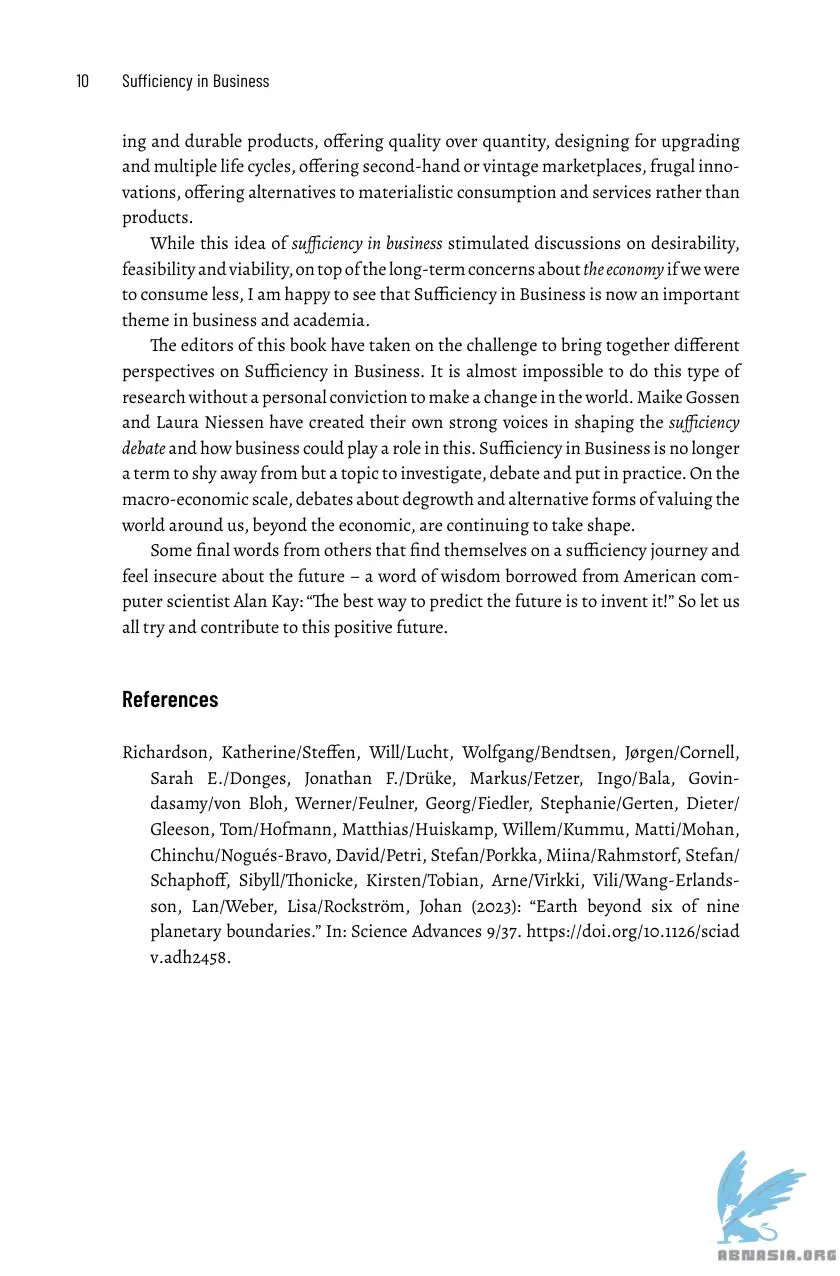 10 Sufficiency in Business
ing and durable products, offering quality over quantity, designing for upgrading
and multiple life cycles, offering second-hand or vintage marketplaces, frugal inno-
vations, offering alternatives to materialistic consumption and services rather than
products.
While this idea of sufficiency in business stimulated discussions on desirability,
feasibility and viability, on top of the long-term concerns about the economy if we were
to consume less, I am happy to see that Sufficiency in Business is now an important
theme in business and academia.
The editors of this book have taken on the challenge to bring together different
perspectives on Sufficiency in Business. It is almost impossible to do this type of
research without a personal conviction to make a change in the world. Maike Gossen
and Laura Niessen have created their own strong voices in shaping the sufficiency
debate and how business could play a role in this. Sufficiency in Business is no longer
a term to shy away from but a topic to investigate, debate and put in practice. On the
macro-economic scale, debates about degrowth and alternative forms of valuing the
world around us, beyond the economic, are continuing to take shape.
Some final words from others that find themselves on a sufficiency journey and
feel insecure about the future – a word of wisdom borrowed from American com-
puter scientist Alan Kay: “The best way to predict the future is to invent it!” So let us
all try and contribute to this positive future.
References
Richardson, Katherine/Steffen, Will/Lucht, Wolfgang/Bendtsen, Jørgen/Cornell,
Sarah E./Donges, Jonathan F./Drüke, Markus/Fetzer, Ingo/Bala, Govin-
dasamy/von Bloh, Werner/Feulner, Georg/Fiedler, Stephanie/Gerten, Dieter/
Gleeson, Tom/Hofmann, Matthias/Huiskamp, Willem/Kummu, Matti/Mohan,
Chinchu/Nogués-Bravo, David/Petri, Stefan/Porkka, Miina/Rahmstorf, Stefan/
Schaphoff, Sibyll/Thonicke, Kirsten/Tobian, Arne/Virkki, Vili/Wang-Erlands-
son, Lan/Weber, Lisa/Rockström, Johan (2023): “Earth beyond six of nine
planetary boundaries.” In: Science Advances 9/37. https://doi.org/10.1126/sciad
v.adh2458.
ABNASIA.ORG